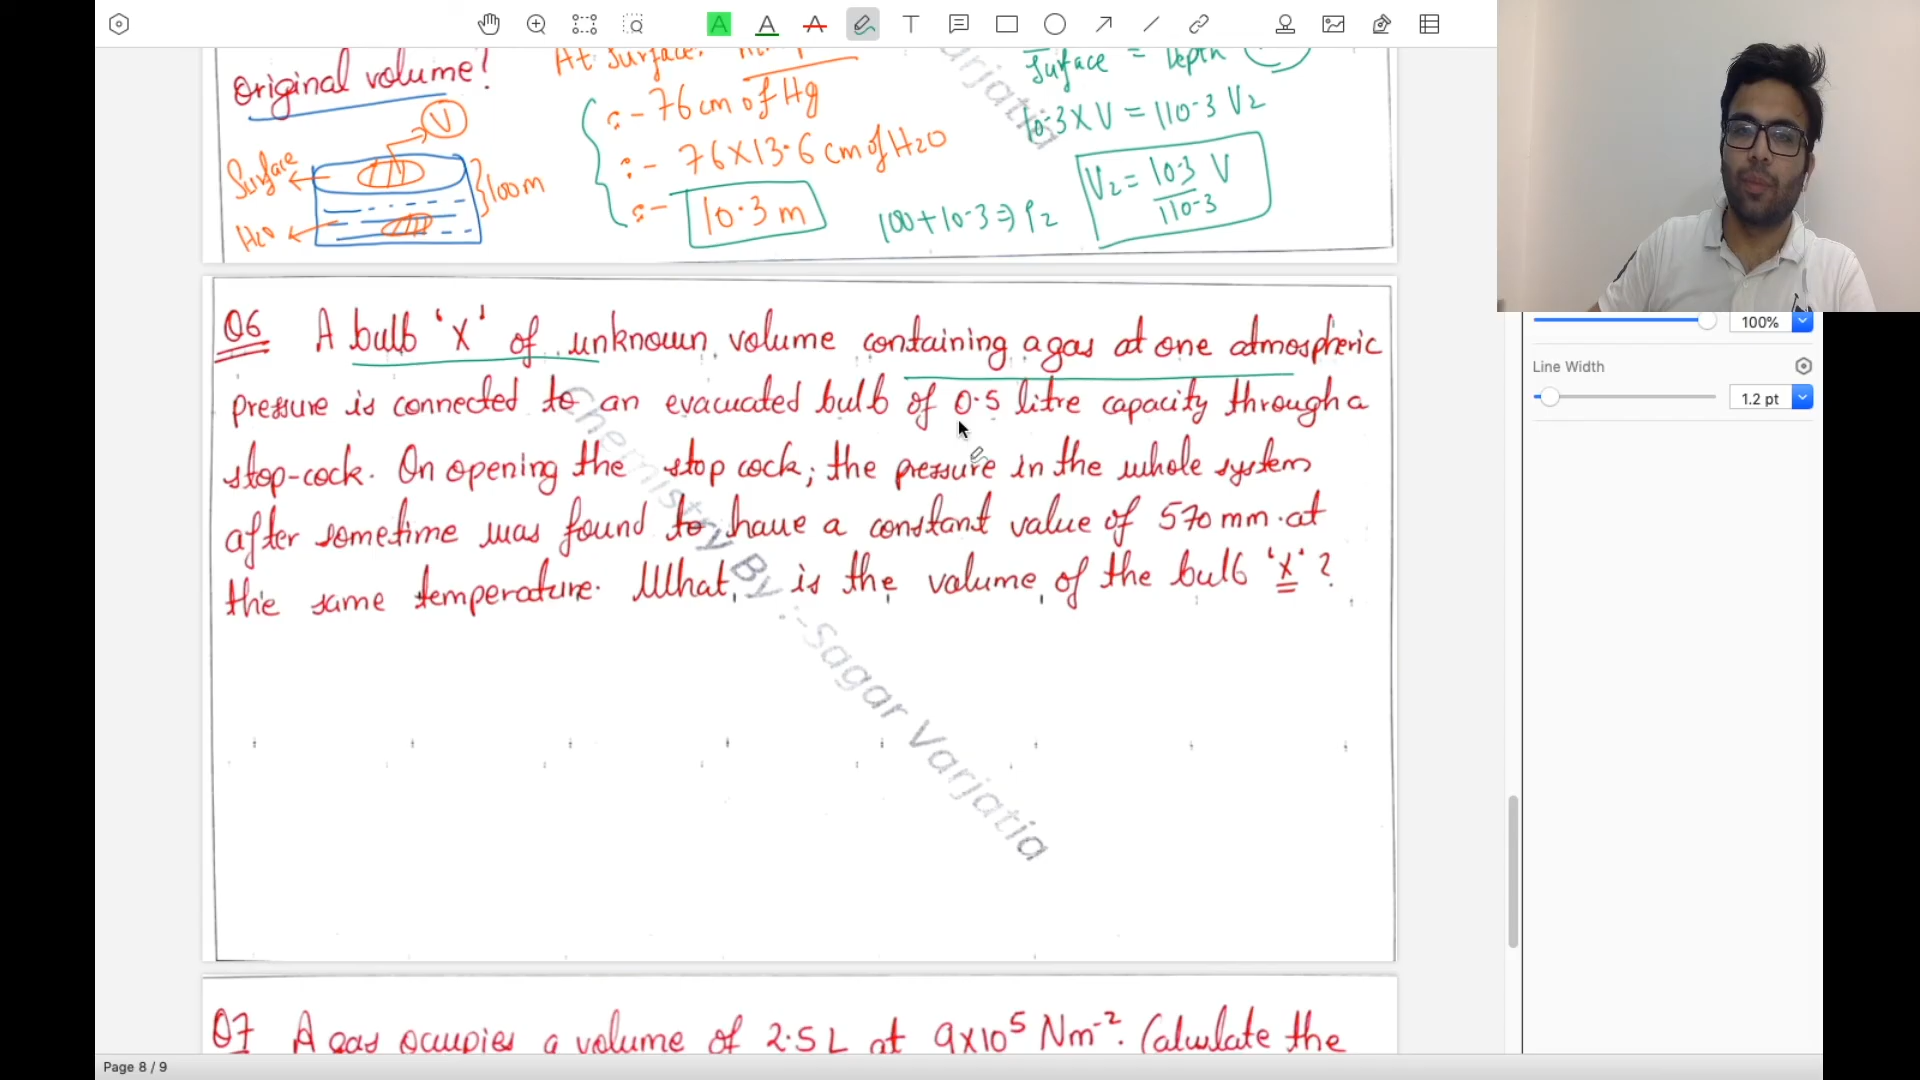 A A A T
original volume?
At surface:
Surface = Depth
:- 76 cm of Hg
10.3 X V = 110.3 V2
V
Surface
100m
:- 76X13.6 cm of H2O
V2 = 10.3 V
110.3
H2O
:- 10.3 m
100+10.3 ⇒ P2
Q6 A bulb 'X' of unknown volume containing a gas at one atmospheric
pressure is connected to an evacuated bulb of 0.5 litre capacity through a
stop-cock. On opening the stop cock, the pressure in the whole system
after sometime was found to have a constant value of 570 mm. at
the same temperature. What is the volume of the bulb 'X'?
Chemistry By :-Sagar Varjatia
Q7 A gas occupies a volume of 2.5 L at 9x10⁵ Nm⁻². Calculate the
100%
Line Width
1.2 pt
Page 8 / 9